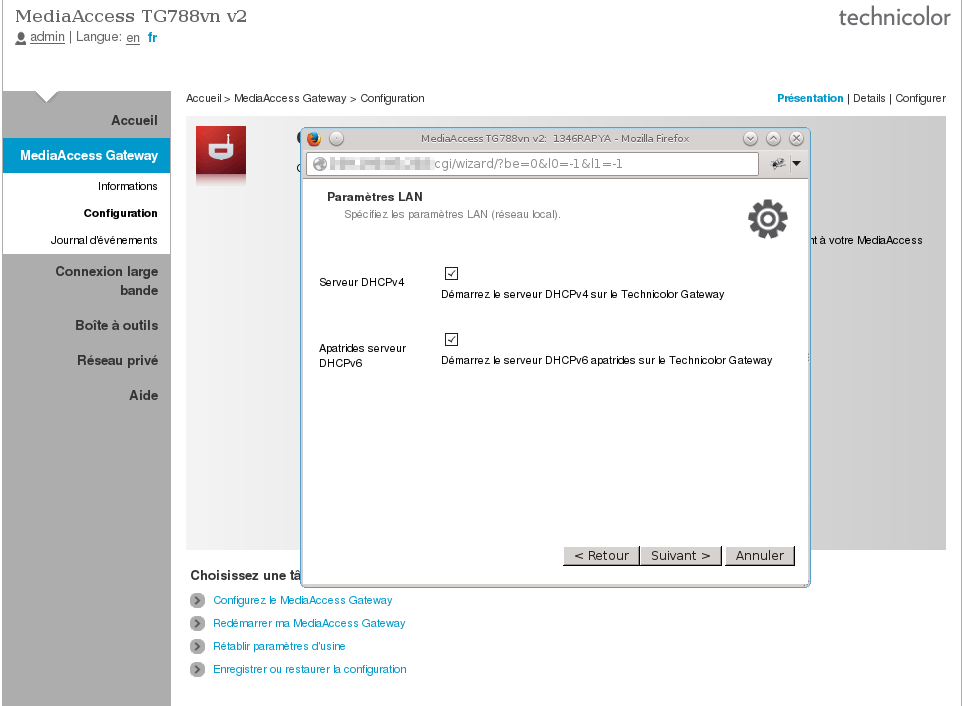 MediaAccess TG788vn v2
technicolor
admin | Langue: en fr
Accueil > MediaAccess Gateway > Configuration
Présentation | Details | Configurer
Accueil
MediaAccess Gateway
Informations
Configuration
Journal d'événements
Connexion large
bande
Boîte à outils
Réseau privé
Aide
MediaAccess TG788vn v2: 1346RAPYA - Mozilla Firefox
cgi/wizard/?be=0&l0=-1&l1=-1
Paramètres LAN
Spécifiez les paramètres LAN (réseau local).
à votre MediaAccess
Serveur DHCPv4
Démarrez le serveur DHCPv4 sur le Technicolor Gateway
Apatrides serveur
DHCPv6
Démarrez le serveur DHCPv6 apatrides sur le Technicolor Gateway
< Retour
Suivant >
Annuler
Choisissez une tâ
Configurez le MediaAccess Gateway
Redémarrer ma MediaAccess Gateway
Rétablir paramètres d'usine
Enregistrer ou restaurer la configuration